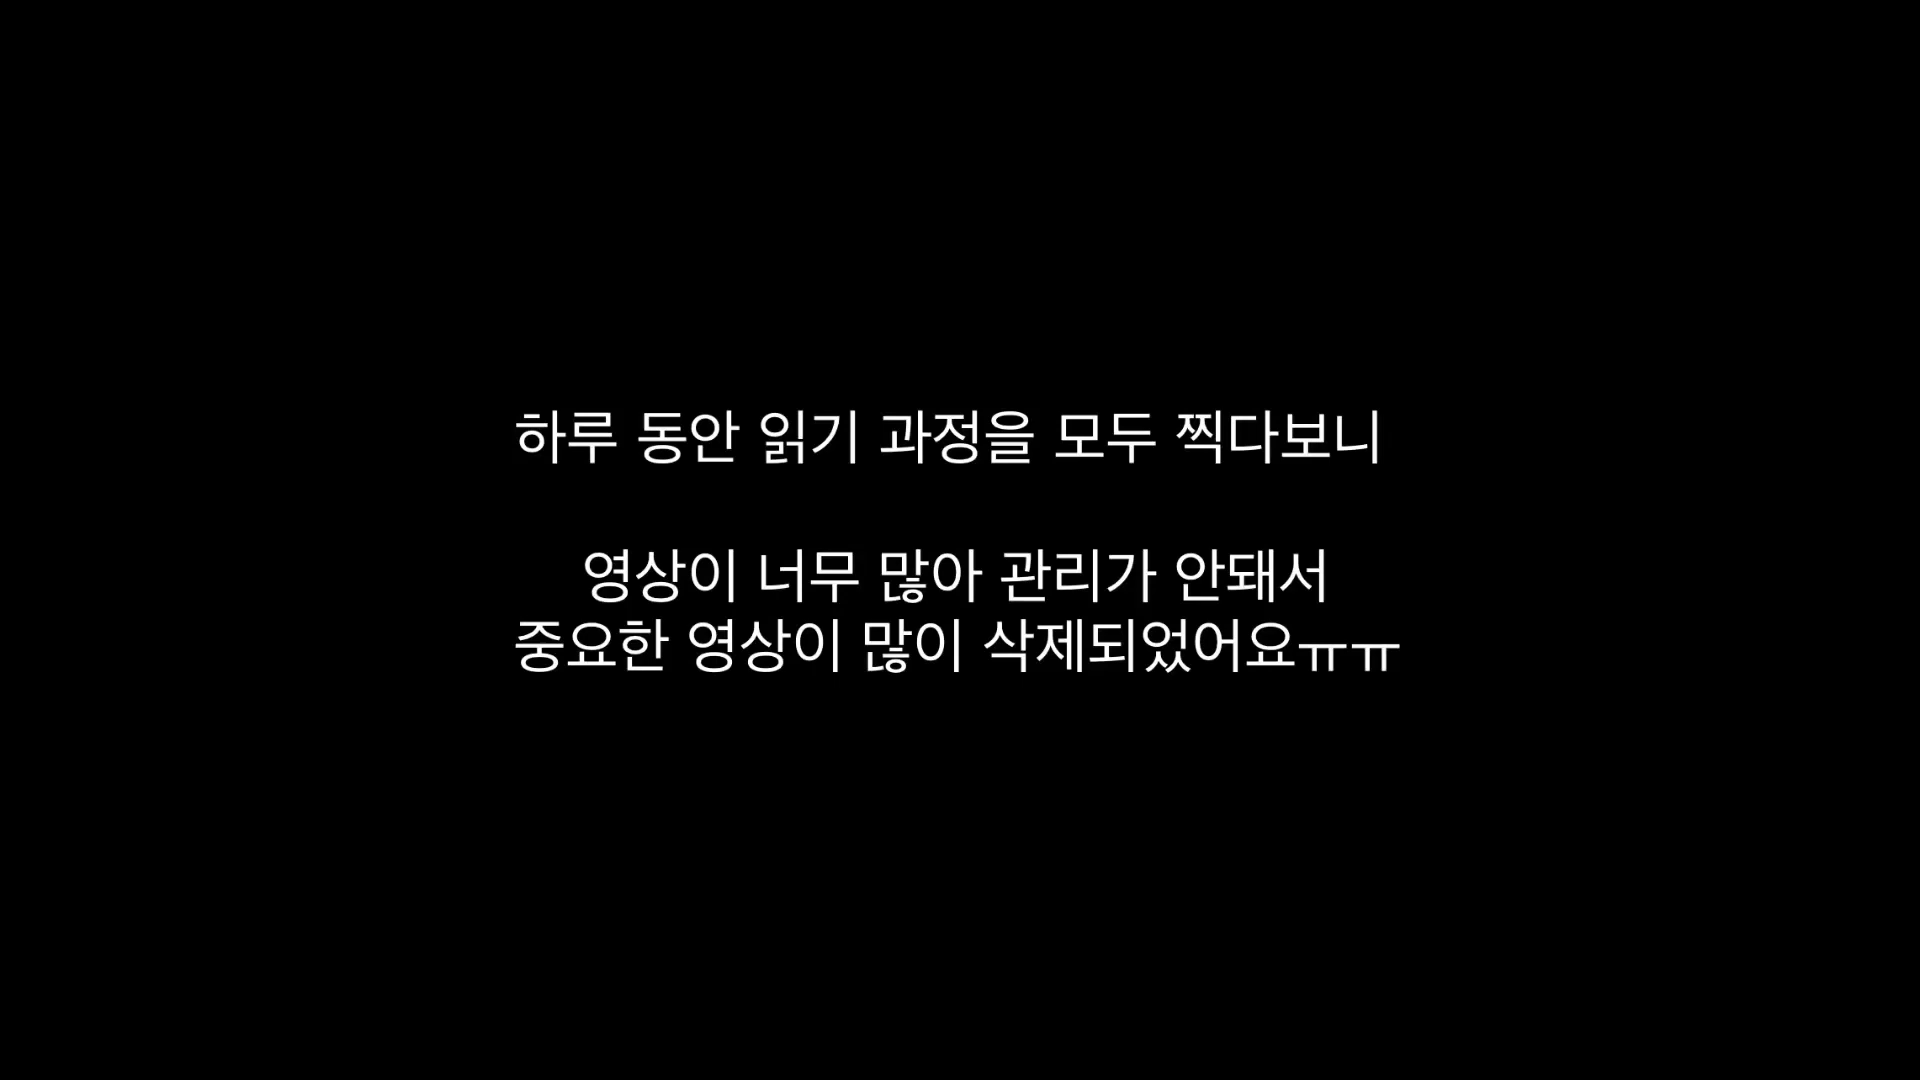 하루 동안 읽기 과정을 모두 찍다보니
영상이 너무 많아 관리가 안돼서
중요한 영상이 많이 삭제되었어요ㅠㅠ